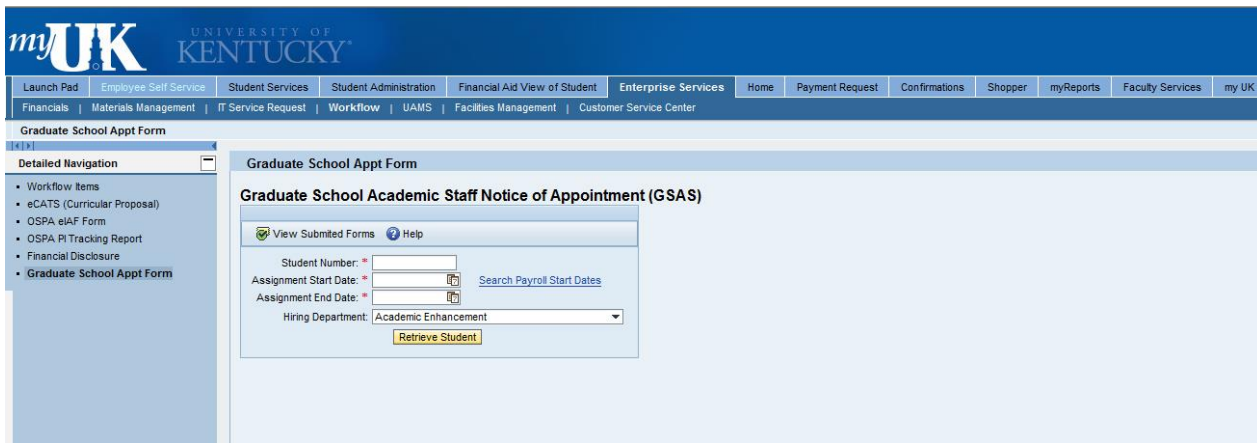 myUK UNIVERSITY OF KENTUCKY®
Launch Pad Employee Self Service Student Services Student Administration Financial Aid View of Student Enterprise Services Home Payment Request Confirmations Shopper myReports Faculty Services my UK
Financials | Materials Management | IT Service Request | Workflow | UAMS | Facilities Management | Customer Service Center
Graduate School Appt Form
Detailed Navigation
• Workflow Items
• eCATS (Curricular Proposal)
• OSPA eIAF Form
• OSPA PI Tracking Report
• Financial Disclosure
• Graduate School Appt Form
Graduate School Appt Form
Graduate School Academic Staff Notice of Appointment (GSAS)
View Submited Forms Help
Student Number: *
Assignment Start Date: * Search Payroll Start Dates
Assignment End Date: *
Hiring Department: Academic Enhancement
Retrieve Student